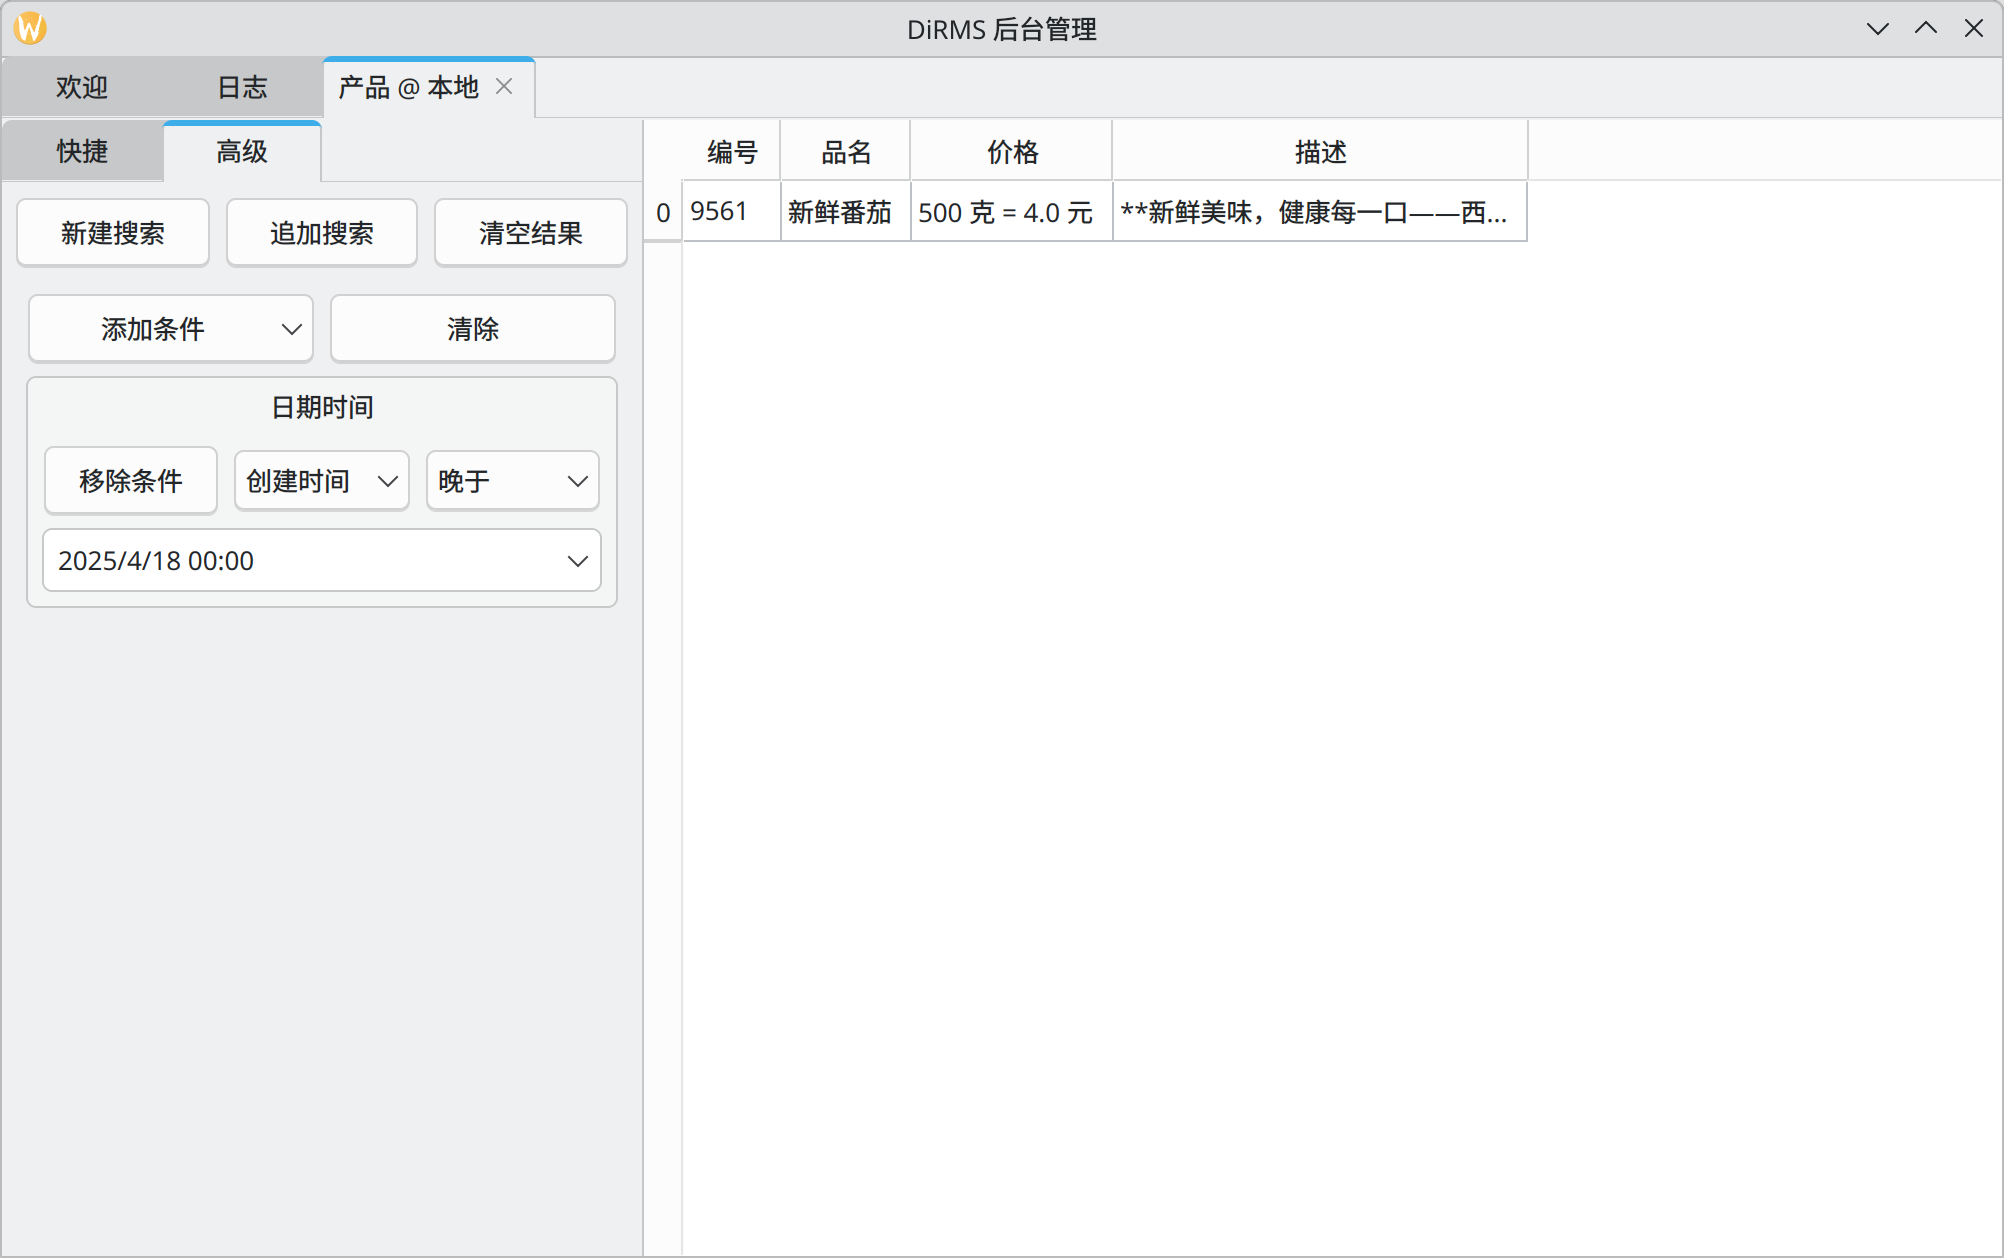 DiRMS 后台管理
欢迎 日志 产品 @ 本地
快捷 高级
新建搜索 追加搜索 清空结果
添加条件 清除
日期时间
移除条件 创建时间 晚于
2025/4/18 00:00
编号 品名 价格 描述
0 9561 新鲜番茄 500 克 = 4.0 元 **新鲜美味，健康每一口——西...